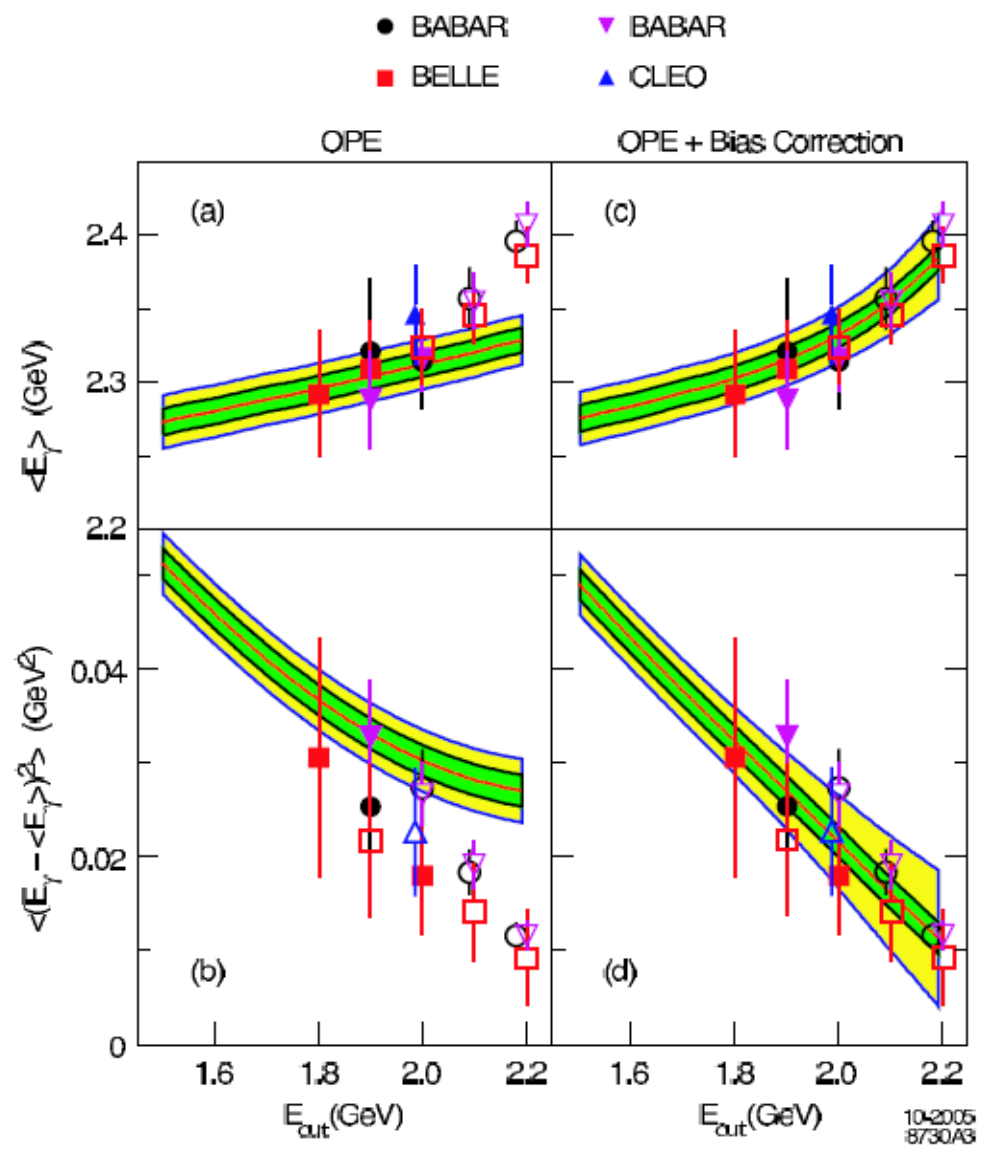 BABAR BABAR
BELLE CLEO
OPE OPE + Bias Correction
(a) (c)
2.4
2.3
2.2
<Eγ> (GeV)
0.04
0.02
0
<(Eγ – <Eγ>)²> (GeV²)
(b) (d)
1.6 1.8 2.0 2.2 1.6 1.8 2.0 2.2
Ecut(GeV) Ecut(GeV)
10-2005
8730A3